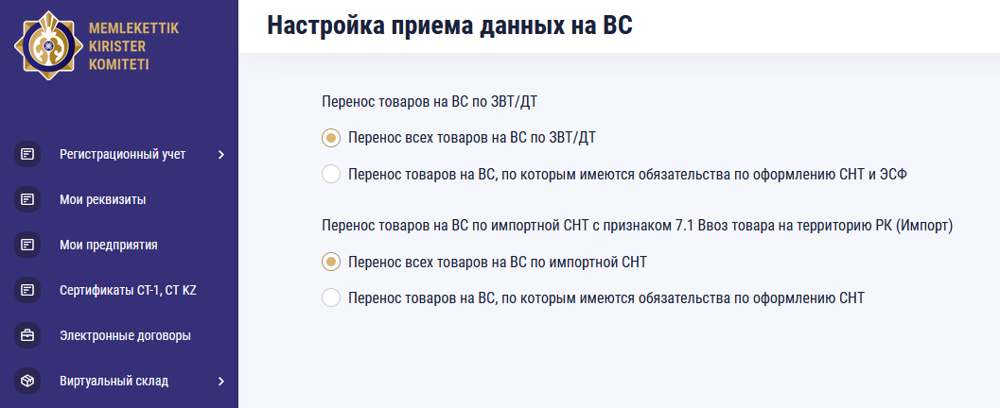 MEMLEKETTIK
KIRISTER
KOMITETI
Регистрационный учет
Мои реквизиты
Мои предприятия
Сертификаты СТ-1, СТ KZ
Электронные договоры
Виртуальный склад
Настройка приема данных на ВС
Перенос товаров на ВС по ЗВТ/ДТ
Перенос всех товаров на ВС по ЗВТ/ДТ
Перенос товаров на ВС, по которым имеются обязательства по оформлению СНТ и ЭСФ
Перенос товаров на ВС по импортной СНТ с признаком 7.1 Ввоз товара на территорию РК (Импорт)
Перенос всех товаров на ВС по импортной СНТ
Перенос товаров на ВС, по которым имеются обязательства по оформлению СНТ